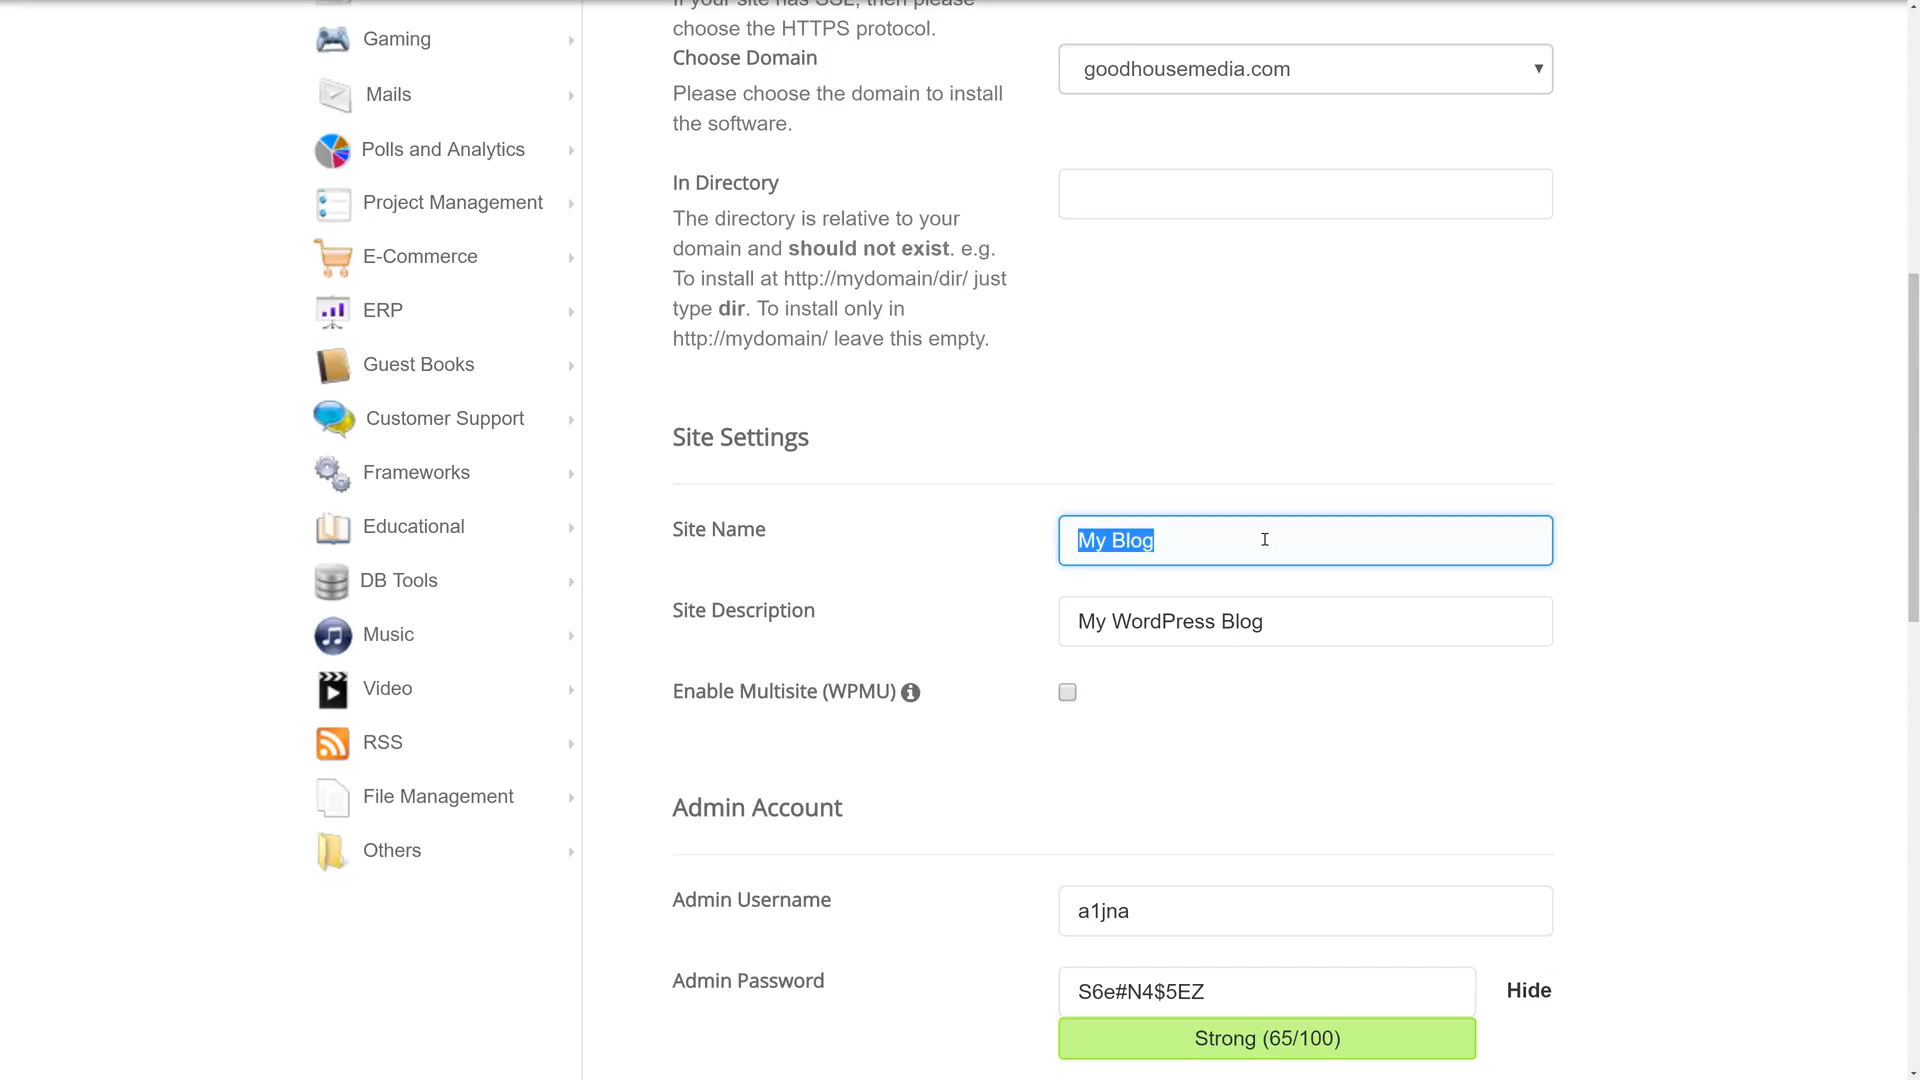 Gaming
Mails
Polls and Analytics
Project Management
E-Commerce
ERP
Guest Books
Customer Support
Frameworks
Educational
DB Tools
Music
Video
RSS
File Management
Others
If your site has SSL, then please
choose the HTTPS protocol.
Choose Domain
goodhousemedia.com
Please choose the domain to install
the software.
In Directory
The directory is relative to your
domain and should not exist. e.g.
To install at http://mydomain/dir/ just
type dir. To install only in
http://mydomain/ leave this empty.
Site Settings
Site Name
My Blog
Site Description
My WordPress Blog
Enable Multisite (WPMU)
Admin Account
Admin Username
a1jna
Admin Password
S6e#N4$5EZ
Hide
Strong (65/100)